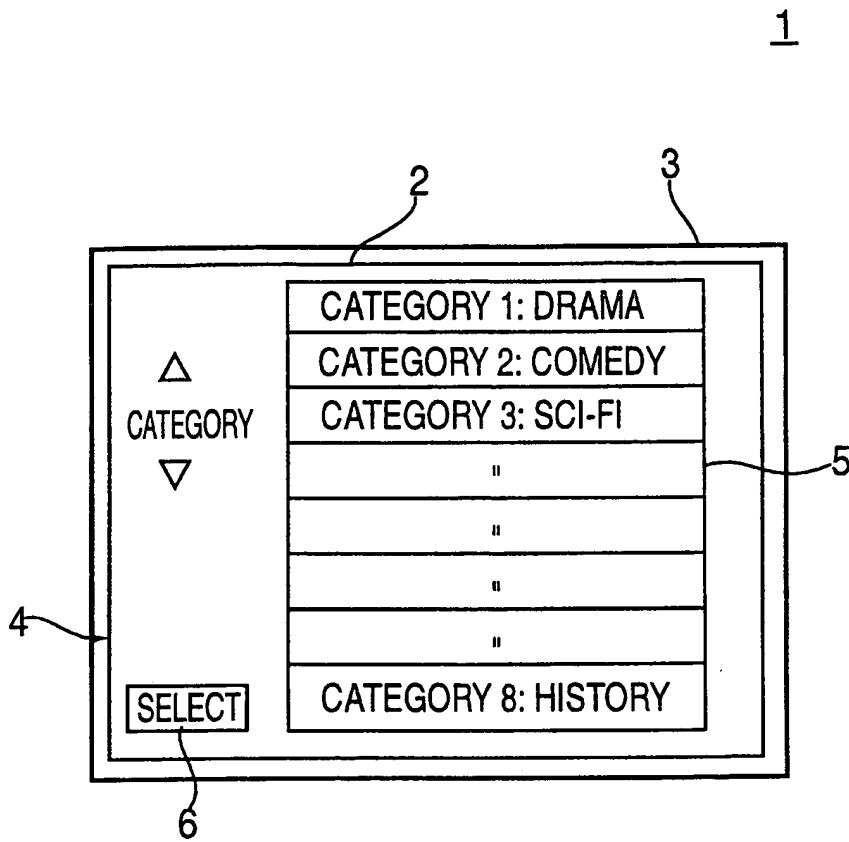 1
2
3
CATEGORY 1: DRAMA
CATEGORY 2: COMEDY
CATEGORY 3: SCI-FI
"
"
"
"
CATEGORY 8: HISTORY
△
CATEGORY
▽
SELECT
4
5
6